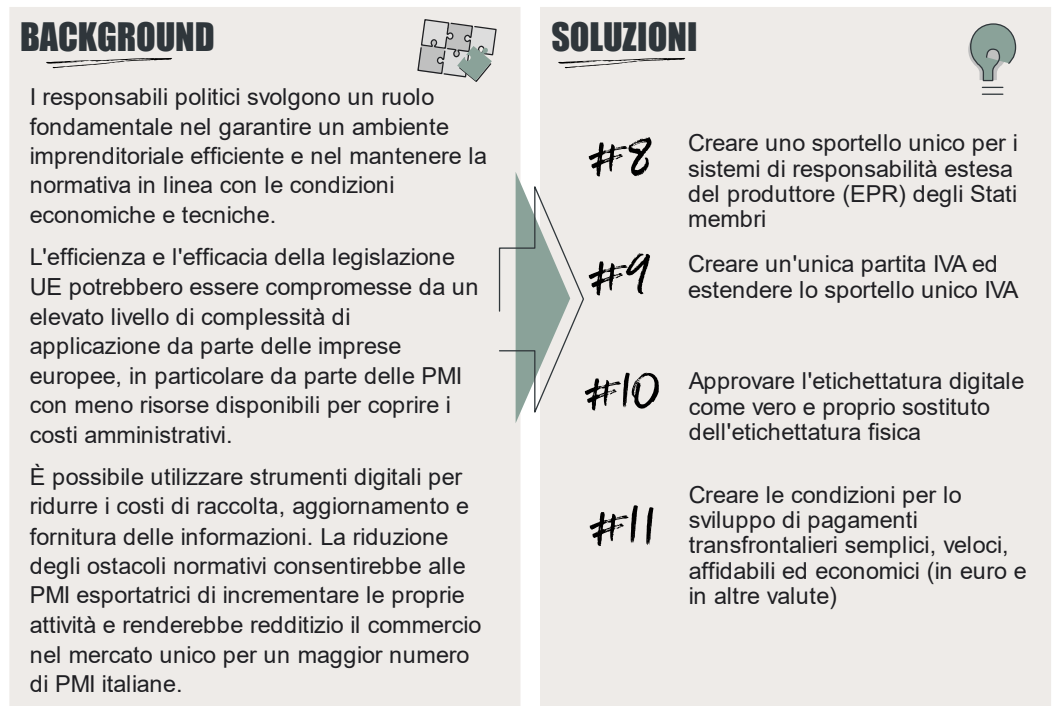 BACKGROUND
I responsabili politici svolgono un ruolo
fondamentale nel garantire un ambiente
imprenditoriale efficiente e nel mantenere la
normativa in linea con le condizioni
economiche e tecniche.
L'efficienza e l'efficacia della legislazione
UE potrebbero essere compromesse da un
elevato livello di complessità di
applicazione da parte delle imprese
europee, in particolare da parte delle PMI
con meno risorse disponibili per coprire i
costi amministrativi.
È possibile utilizzare strumenti digitali per
ridurre i costi di raccolta, aggiornamento e
fornitura delle informazioni. La riduzione
degli ostacoli normativi consentirebbe alle
PMI esportatrici di incrementare le proprie
attività e renderebbe redditizio il commercio
nel mercato unico per un maggior numero
di PMI italiane.
SOLUZIONI
#8
Creare uno sportello unico per i
sistemi di responsabilità estesa
del produttore (EPR) degli Stati
membri
#9
Creare un'unica partita IVA ed
estendere lo sportello unico IVA
#10
Approvare l'etichettatura digitale
come vero e proprio sostituto
dell'etichettatura fisica
#11
Creare le condizioni per lo
sviluppo di pagamenti
transfrontalieri semplici, veloci,
affidabili ed economici (in euro e
in altre valute)